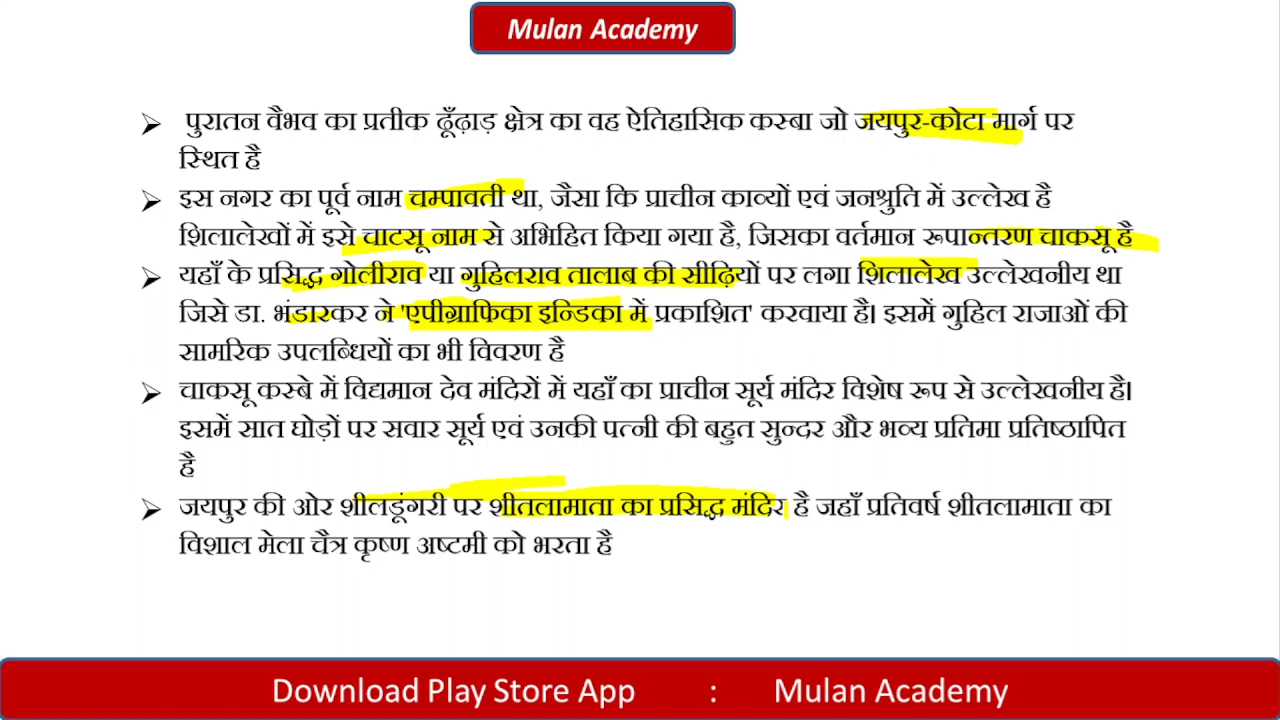 Mulan Academy
➢ पुरातन वैभव का प्रतीक ढूँढ़ाड़ क्षेत्र का वह ऐतिहासिक कस्बा जो जयपुर-कोटा मार्ग पर
स्थित है
➢ इस नगर का पूर्व नाम चम्पावती था, जैसा कि प्राचीन काव्यों एवं जनश्रुति में उल्लेख है
शिलालेखों में इसे चाटसू नाम से अभिहित किया गया है, जिसका वर्तमान रूपान्तरण चाकसू है
➢ यहाँ के प्रसिद्ध गोलीराव या गुहिलराव तालाब की सीढ़ियों पर लगा शिलालेख उल्लेखनीय था
जिसे डा. भंडारकर ने 'एपीग्राफिका इन्डिका में प्रकाशित' करवाया है। इसमें गुहिल राजाओं की
सामरिक उपलब्धियों का भी विवरण है
➢ चाकसू कस्बे में विद्यमान देव मंदिरों में यहाँ का प्राचीन सूर्य मंदिर विशेष रूप से उल्लेखनीय है।
इसमें सात घोड़ों पर सवार सूर्य एवं उनकी पत्नी की बहुत सुन्दर और भव्य प्रतिमा प्रतिष्ठापित
है
➢ जयपुर की ओर शीलडूंगरी पर शीतलामाता का प्रसिद्ध मंदिर है जहाँ प्रतिवर्ष शीतलामाता का
विशाल मेला चैत्र कृष्ण अष्टमी को भरता है
Download Play Store App : Mulan Academy